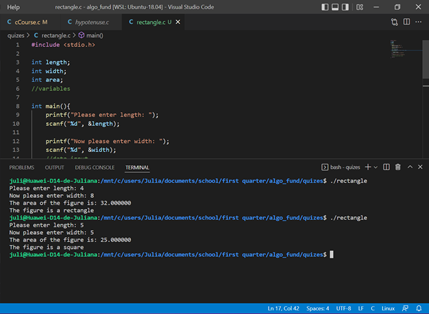 Help
rectangle.c - algo_fund [WSL: Ubuntu-18.04] - Visual Studio Code
cCourse.c M
hypotenuse.c
rectangle.c U
quizes > C rectangle.c > main()
1 #include <stdio.h>
2
3 int length;
4 int width;
5 int area;
6 //variables
7
8 int main(){
9 printf("Please enter length: ");
10 scanf("%d", &length);
11
12 printf("Now please enter width: ");
13 scanf("%d", &width);
14 //data input
PROBLEMS OUTPUT DEBUG CONSOLE TERMINAL
bash - quizes
juli@Huawei-D14-de-Juliana:/mnt/c/users/Julia/documents/school/first quarter/algo_fund/quizes$ ./rectangle
Please enter length: 4
Now please enter width: 8
The area of the figure is: 32.000000
The figure is a rectangle
juli@Huawei-D14-de-Juliana:/mnt/c/users/Julia/documents/school/first quarter/algo_fund/quizes$ ./rectangle
Please enter length: 5
Now please enter width: 5
The area of the figure is: 25.000000
The figure is a square
juli@Huawei-D14-de-Juliana:/mnt/c/users/Julia/documents/school/first quarter/algo_fund/quizes$
Ln 17, Col 42 Spaces: 4 UTF-8 LF C Linux